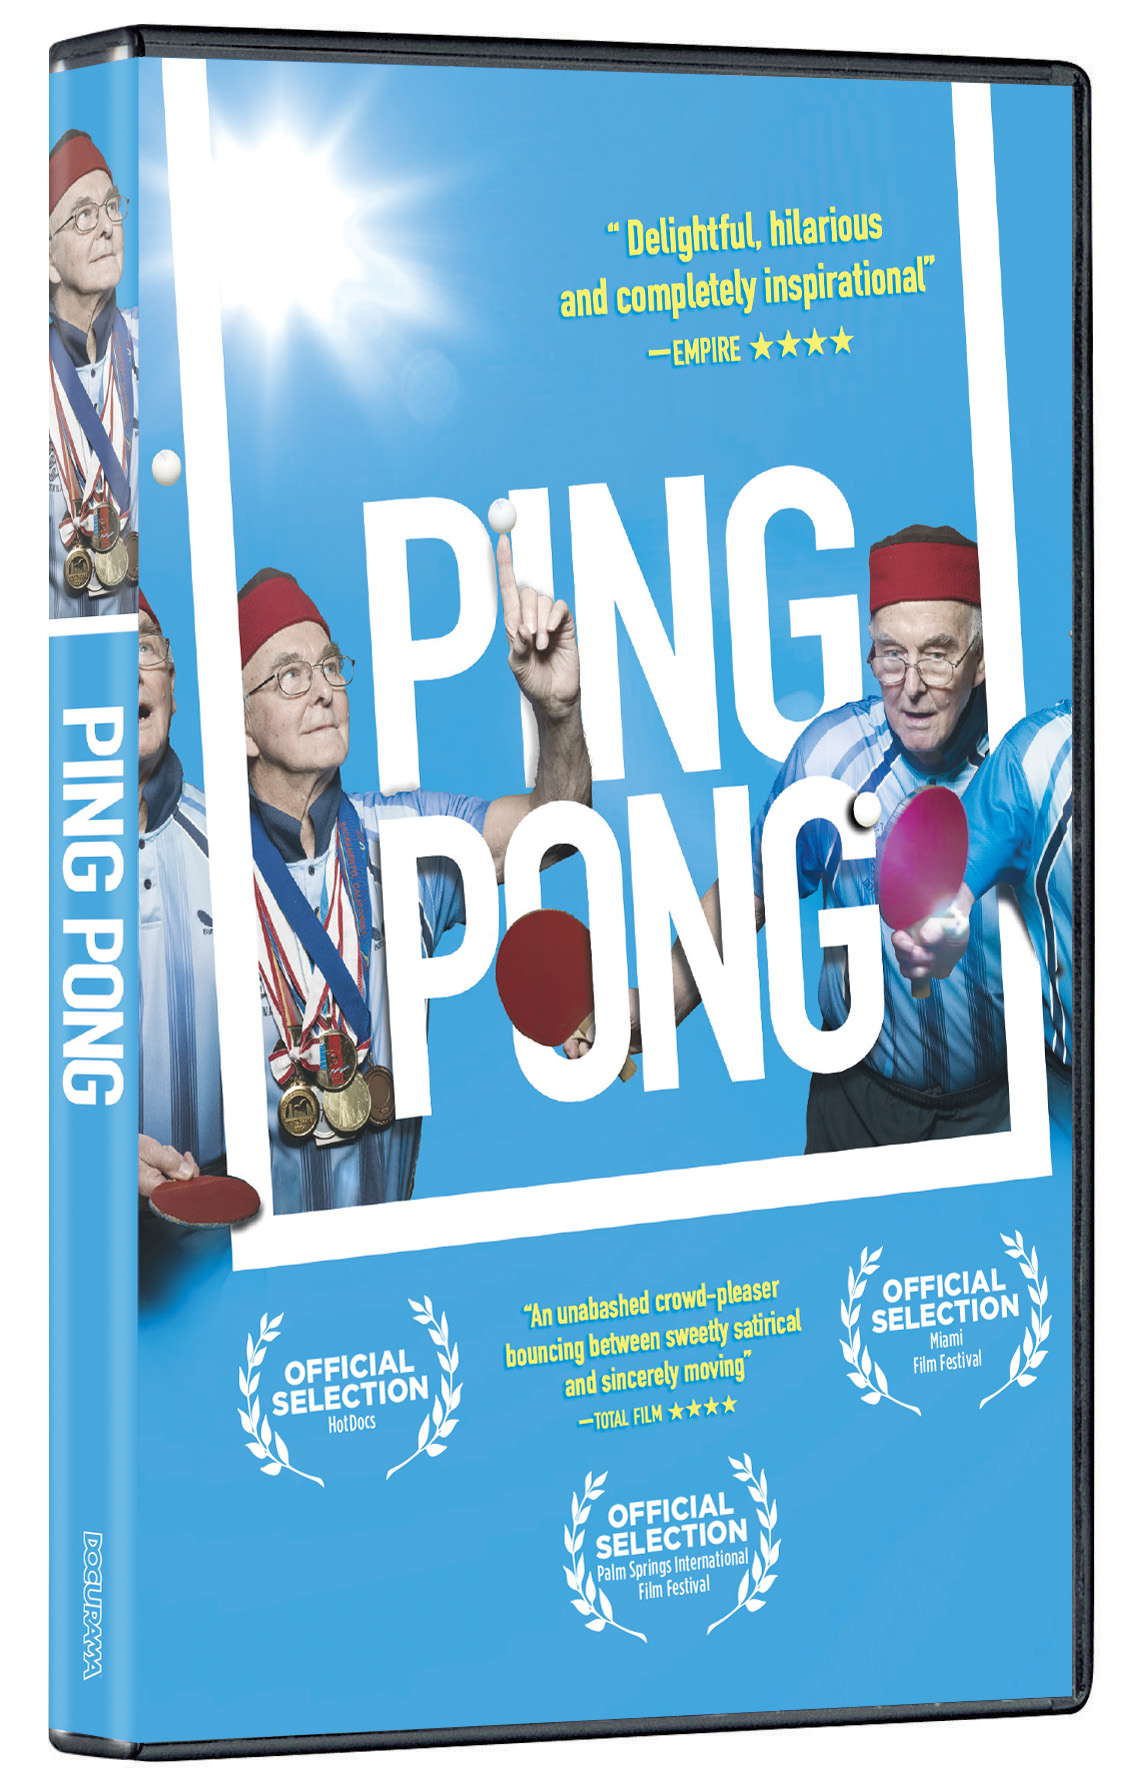 “ Delightful, hilarious
and completely inspirational”
—EMPIRE ★★★★
PING
PONG
OFFICIAL
SELECTION
HotDocs
“An unabashed crowd-pleaser
bouncing between sweetly satirical
and sincerely moving”
—TOTAL FILM ★★★★
OFFICIAL
SELECTION
Miami
Film Festival
OFFICIAL
SELECTION
Palm Springs International
Film Festival
PING PONG
DOCURAMA